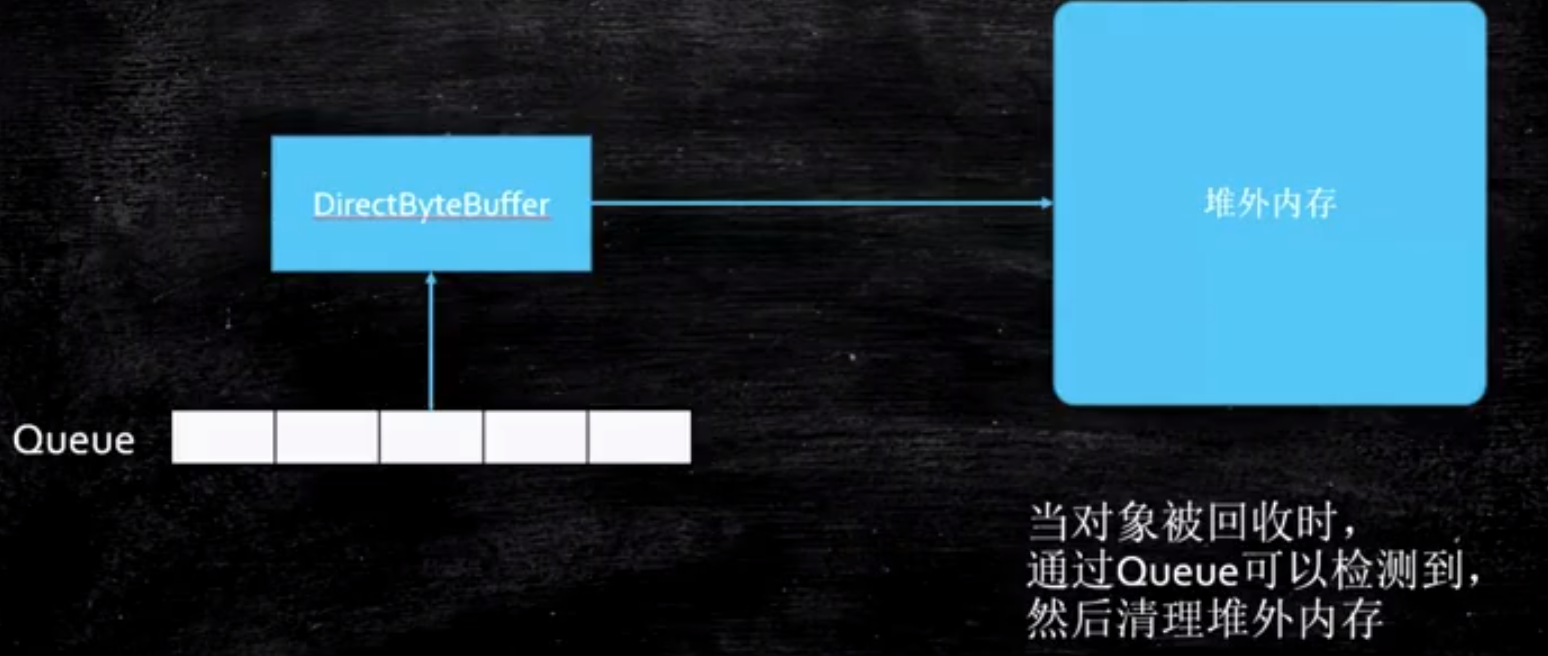 DirectByteBuffer
堆外内存
Queue
当对象被回收时，
通过Queue可以检测到，
然后清理堆外内存